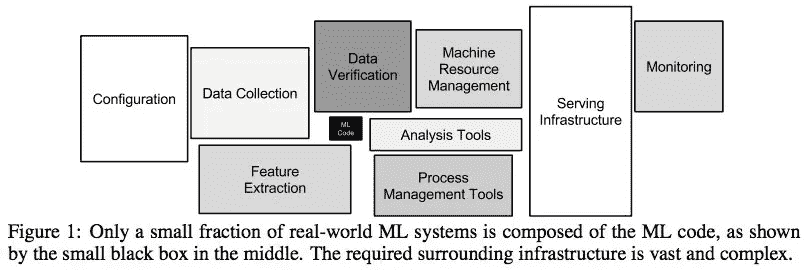 Configuration
Data Collection
Data
Verification
Machine
Resource
Management
Monitoring
Serving
Infrastructure
ML
Code
Analysis Tools
Feature
Extraction
Process
Management Tools
Figure 1: Only a small fraction of real-world ML systems is composed of the ML code, as shown
by the small black box in the middle. The required surrounding infrastructure is vast and complex.